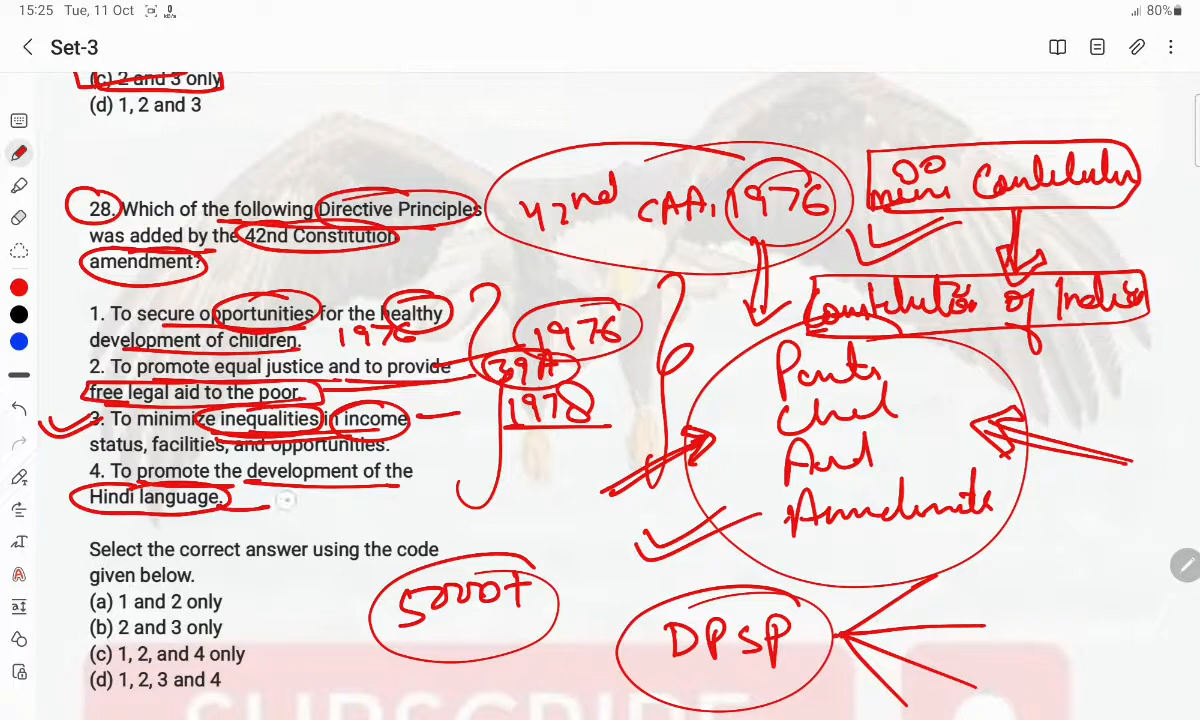 15:25 Tue, 11 Oct
80%
Set-3
(c) 2 and 3 only
(d) 1, 2 and 3
42nd CAA, 1976
mini
28. Which of the following Directive Principles
was added by the 42nd Constitution
amendment?
of India
1. To secure opportunities for the healthy
development of children. 1976
1976
2. To promote equal justice and to provide
39A
free legal aid to the poor.
1978
3. To minimize inequalities in income
status, facilities, and opportunities.
4. To promote the development of the
Hindi language.
Parts
Select the correct answer using the code
given below.
(a) 1 and 2 only
(b) 2 and 3 only
(c) 1, 2, and 4 only
(d) 1, 2, 3 and 4
5000+
DPSP
SUBSCRIBE